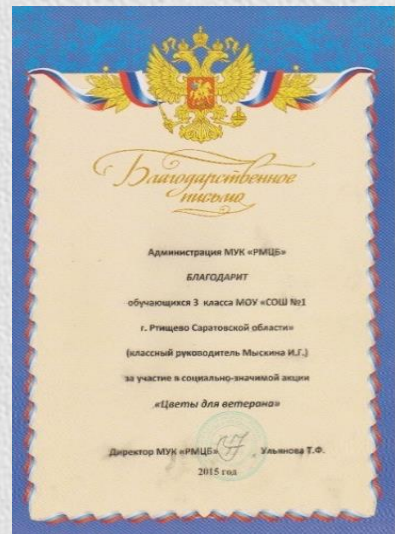 Благодарственное
письмо
Администрация МУК «РМЦБ»
БЛАГОДАРИТ
обучающихся 3 класса МОУ «СОШ №1
г. Ртищево Саратовской области»
(классный руководитель Мыскина И.Г.)
за участие в социально-значимой акции
«Цветы для ветерана»
Директор МУК «РМЦБ» Ульянова Т.Ф.
2015 год